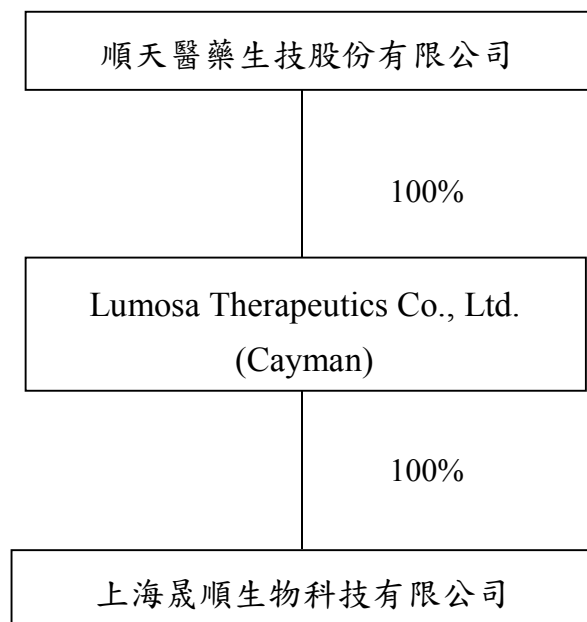 順天醫藥生技股份有限公司
100%
Lumosa Therapeutics Co., Ltd.
(Cayman)
100%
上海晟順生物科技有限公司